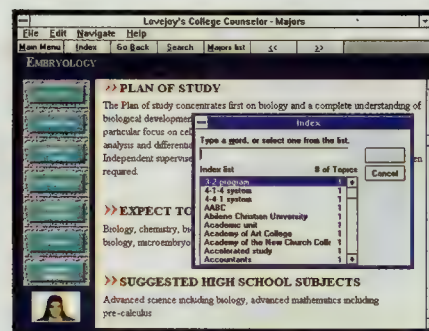 Lovejoy's College Counselor - Majors
File Edit Navigate Help
Main Menu Index Go Back Search Majors list << >>
EMBRYOLOGY
>> PLAN OF STUDY
The Plan of study concentrates first on biology and a complete understanding of
biological developmen
particular focus on cel
analysis and differentia
Independent supervise
en
required.
Index
Type a word, or select one from the list.
Index list # of Topics
Cancel
3-2 program 1
4-1-4 system 1
4-4-1 system 1
AABC 1
Abilene Christian University 1
Academic unit 1
Academy of Art College 1
Academy of the New Church Colle 1
Accelerated study 1
Accountants 1
>> EXPECT TO
Biology, chemistry, bi
biology, macroembryo
>> SUGGESTED HIGH SCHOOL SUBJECTS
Advanced science including biology, advanced mathematics including
pre-calculus